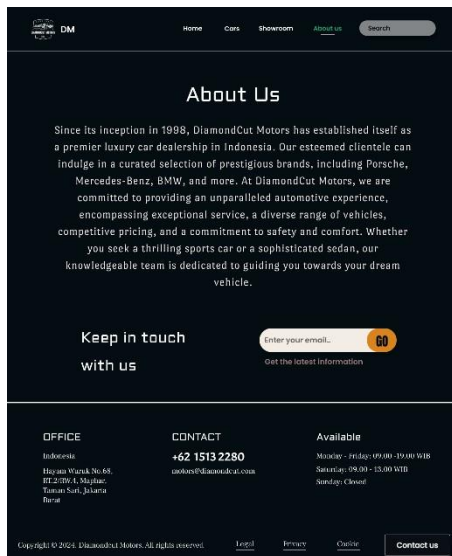 DM
Home Cars Showroom About us Search
About Us
Since its inception in 1998, DiamondCut Motors has established itself as
a premier luxury car dealership in Indonesia. Our esteemed clientele can
indulge in a curated selection of prestigious brands, including Porsche,
Mercedes-Benz, BMW, and more. At DiamondCut Motors, we are
committed to providing an unparalleled automotive experience,
encompassing exceptional service, a diverse range of vehicles,
competitive pricing, and a commitment to safety and comfort. Whether
you seek a thrilling sports car or a sophisticated sedan, our
knowledgeable team is dedicated to guiding you towards your dream
vehicle.
Keep in touch
with us
Enter your email... GO
Get the latest information
OFFICE
Indonesia
Hayam Wuruk No.68,
RT.2/RW.4, Maphar,
Taman Sari, Jakarta
Barat
CONTACT
+62 1513 2280
motors@diamondcut.com
Available
Monday - Friday: 09.00 -19.00 WIB
Saturday: 09.00 - 13.00 WIB
Sunday: Closed
Copyright © 2024. Diamondcut Motors. All rights reserved. Legal Privacy Cookie Contact us